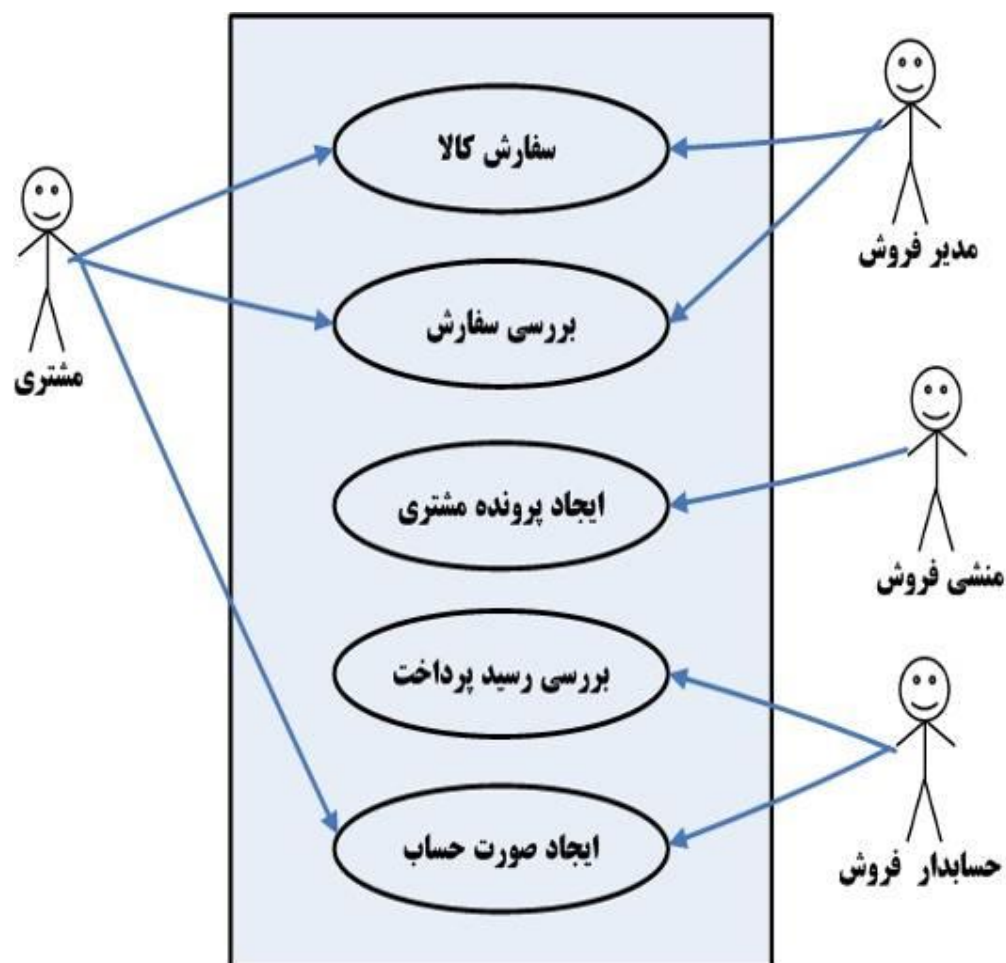 سفارش کالا
مدیر فروش
بررسی سفارش
مشتری
ایجاد پرونده مشتری
منشی فروش
بررسی رسید پرداخت
ایجاد صورت حساب
حسابدار فروش